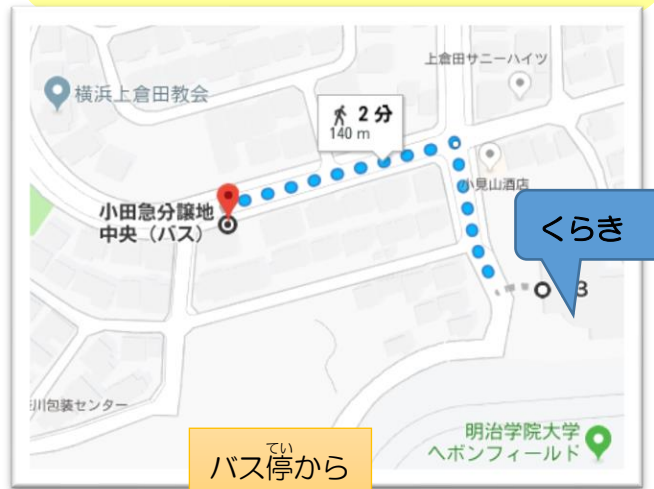 上倉田サニーハイツ
横浜上倉田教会
2分
140 m
小見山酒店
小田急分譲地
中央（バス）
くらき
3
川包装センター
明治学院大学
ヘボンフィールド
てい
バス停から